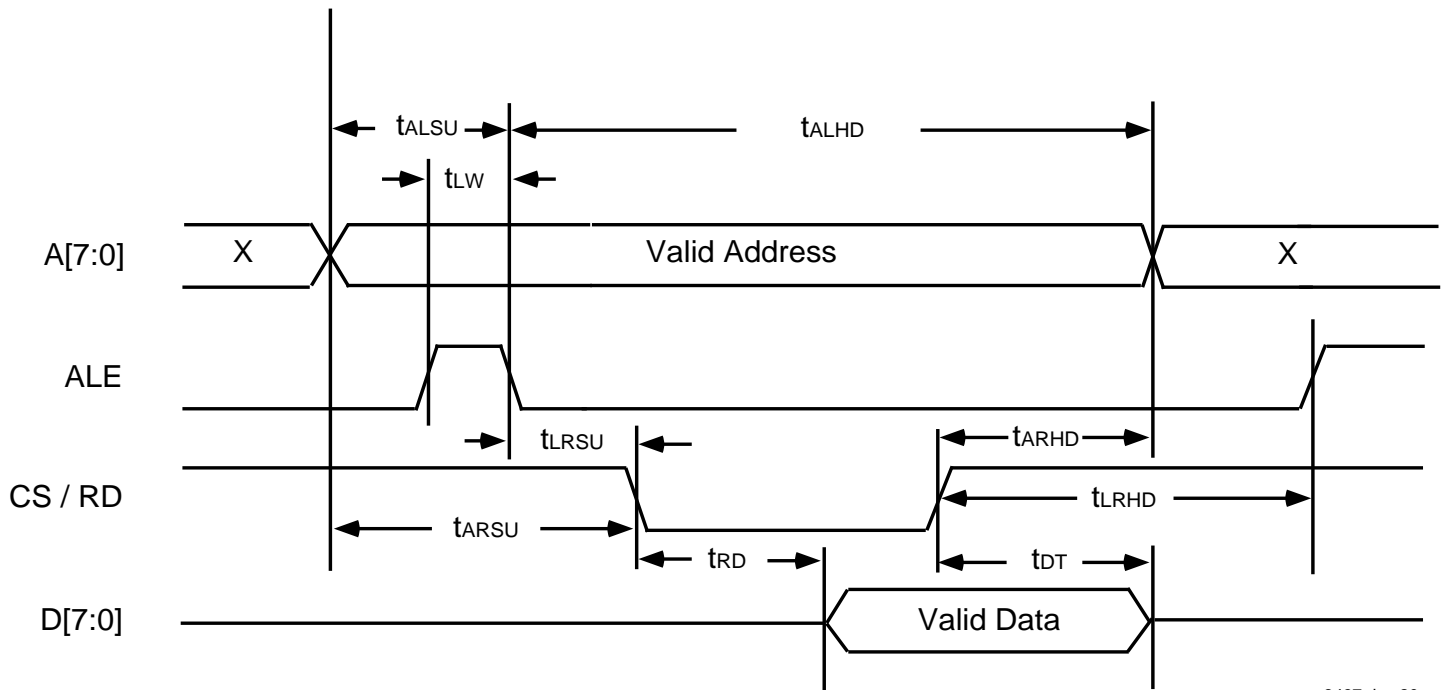 tALSU tALHD
tLW
A[7:0] X Valid Address X
ALE
tLRSU tARHD
CS / RD tLRHD
tARSU
tRD tDT
D[7:0] Valid Data